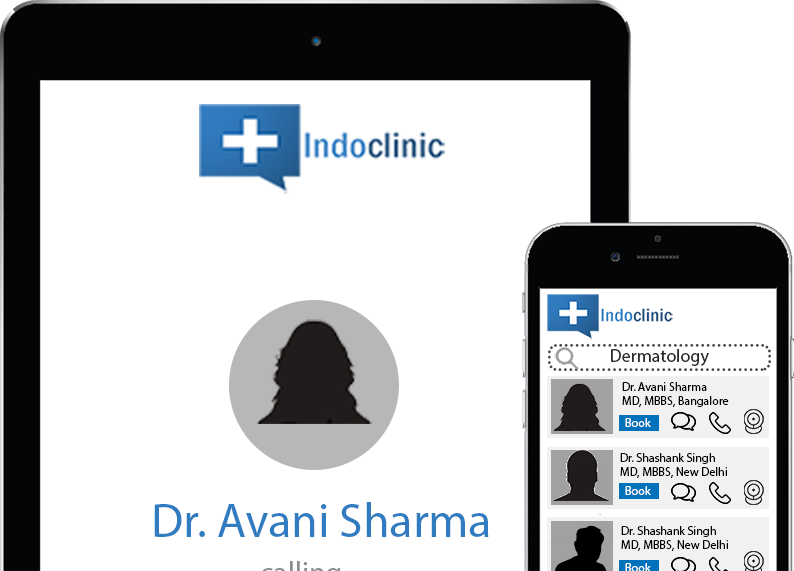 Indoclinic
Dr. Avani Sharma
calling
Indoclinic
Dermatology
Dr. Avani Sharma
MD, MBBS, Bangalore
Book
Dr. Shashank Singh
MD, MBBS, New Delhi
Book
Dr. Shashank Singh
MD, MBBS, New Delhi
Book